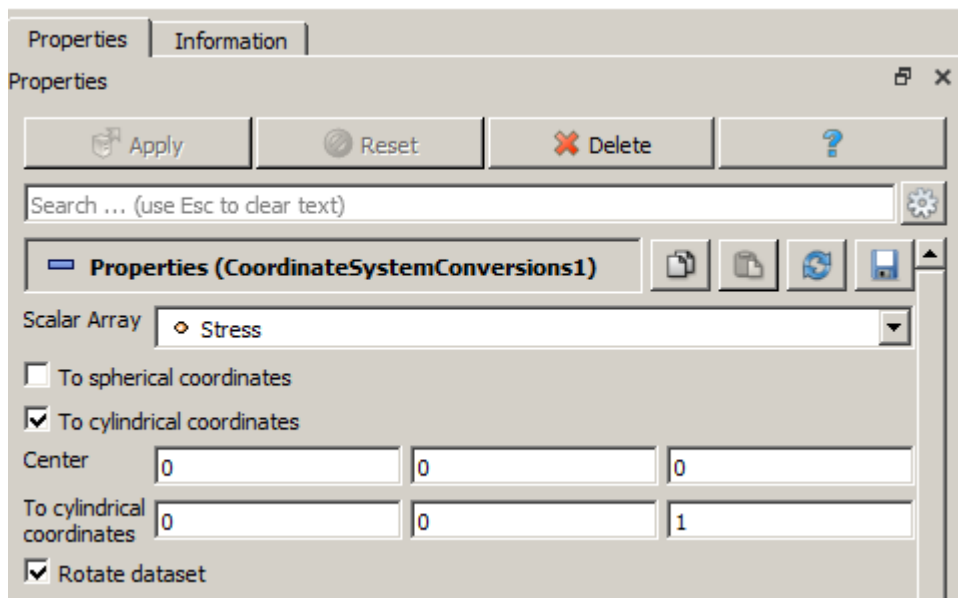 Properties Information
Properties
Apply Reset Delete ?
Search ... (use Esc to clear text)
Properties (CoordinateSystemConversions1)
Scalar Array Stress
To spherical coordinates
To cylindrical coordinates
Center 0 0 0
To cylindrical
coordinates 0 0 1
Rotate dataset